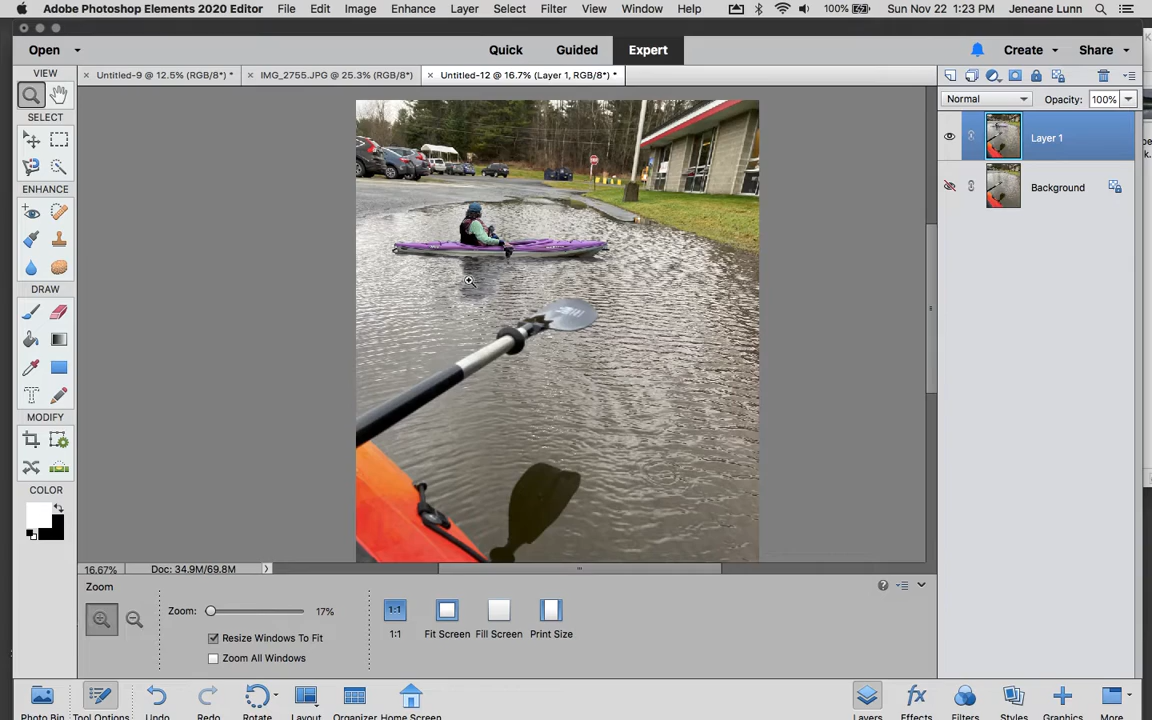 Adobe Photoshop Elements 2020 Editor File Edit Image Enhance Layer Select Filter View Window Help 100% Sun Nov 22 1:23 PM Jeneane Lunn
Open Quick Guided Expert Create Share
VIEW × Untitled-9 @ 12.5% (RGB/8*) * × IMG_2755.JPG @ 25.3% (RGB/8*) × Untitled-12 @ 16.7% (Layer 1, RGB/8*) *
Normal Opacity: 100%
SELECT
Layer 1
ENHANCE
Background
DRAW
MODIFY
COLOR
16.67% Doc: 34.9M/69.8M
Zoom
Zoom: 17% 1:1
Resize Windows To Fit 1:1 Fit Screen Fill Screen Print Size
Zoom All Windows
Photo Bin Tool Options Undo Redo Rotate Layout Organizer Home Screen Layers Effects Filters Styles Graphics More